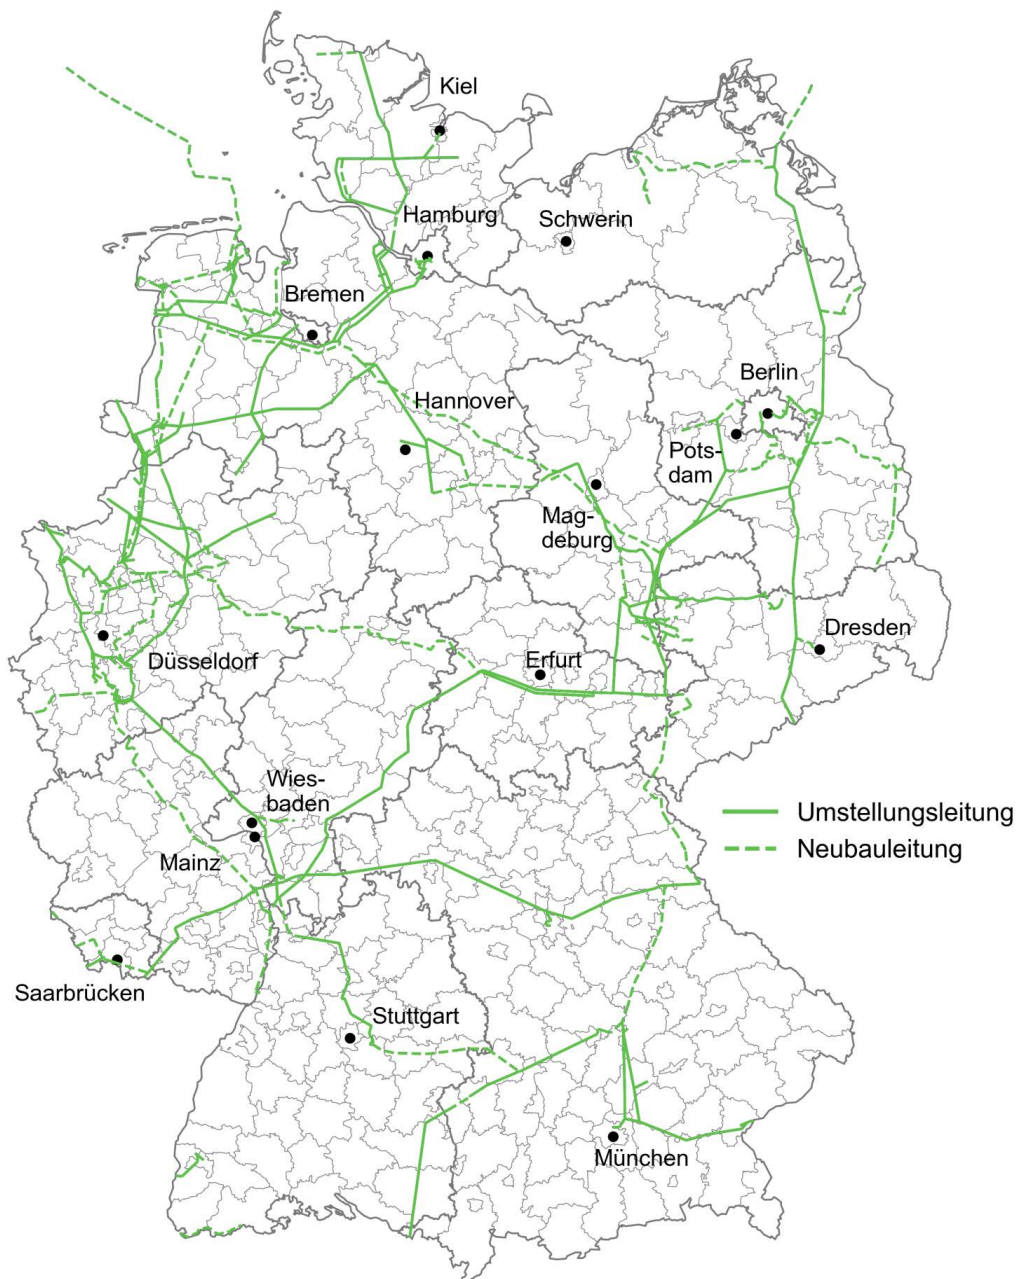 Kiel
Hamburg
Schwerin
Bremen
Berlin
Hannover
Pots-
dam
Mag-
deburg
Dresden
Düsseldorf
Erfurt
Wies-
baden
Umstellungsleitung
Neubauleitung
Mainz
Saarbrücken
Stuttgart
München